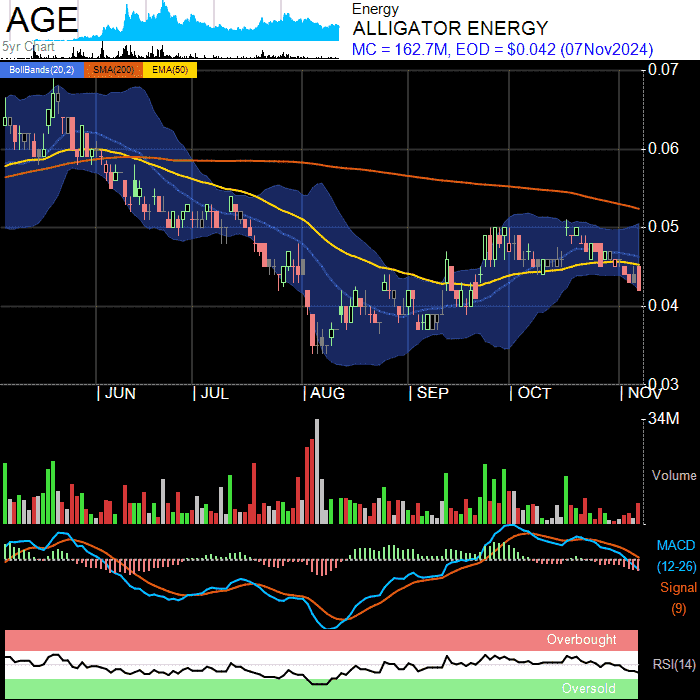 AGE
5yr Chart
Energy
ALLIGATOR ENERGY
MC = 162.7M, EOD = $0.042 (07Nov2024)
BollBands(20,2) SMA(200) EMA(50)
0.07
0.06
0.05
0.04
0.03
| JUN | JUL | AUG | SEP | OCT | NOV
34M
Volume
MACD
(12-26)
Signal
(9)
Overbought
RSI(14)
Oversold